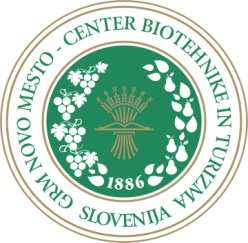 GRM NOVO MESTO - CENTER BIOTEHNIKE IN TURIZMA
1886
SLOVENIJA